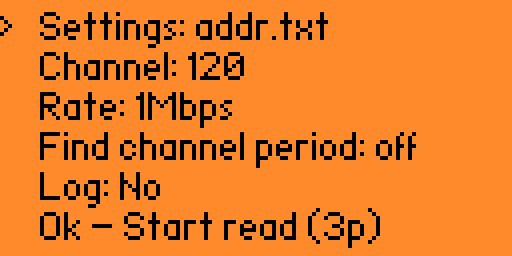 > Settings: addr.txt
Channel: 120
Rate: 1Mbps
Find channel period: off
Log: No
Ok – Start read (3p)